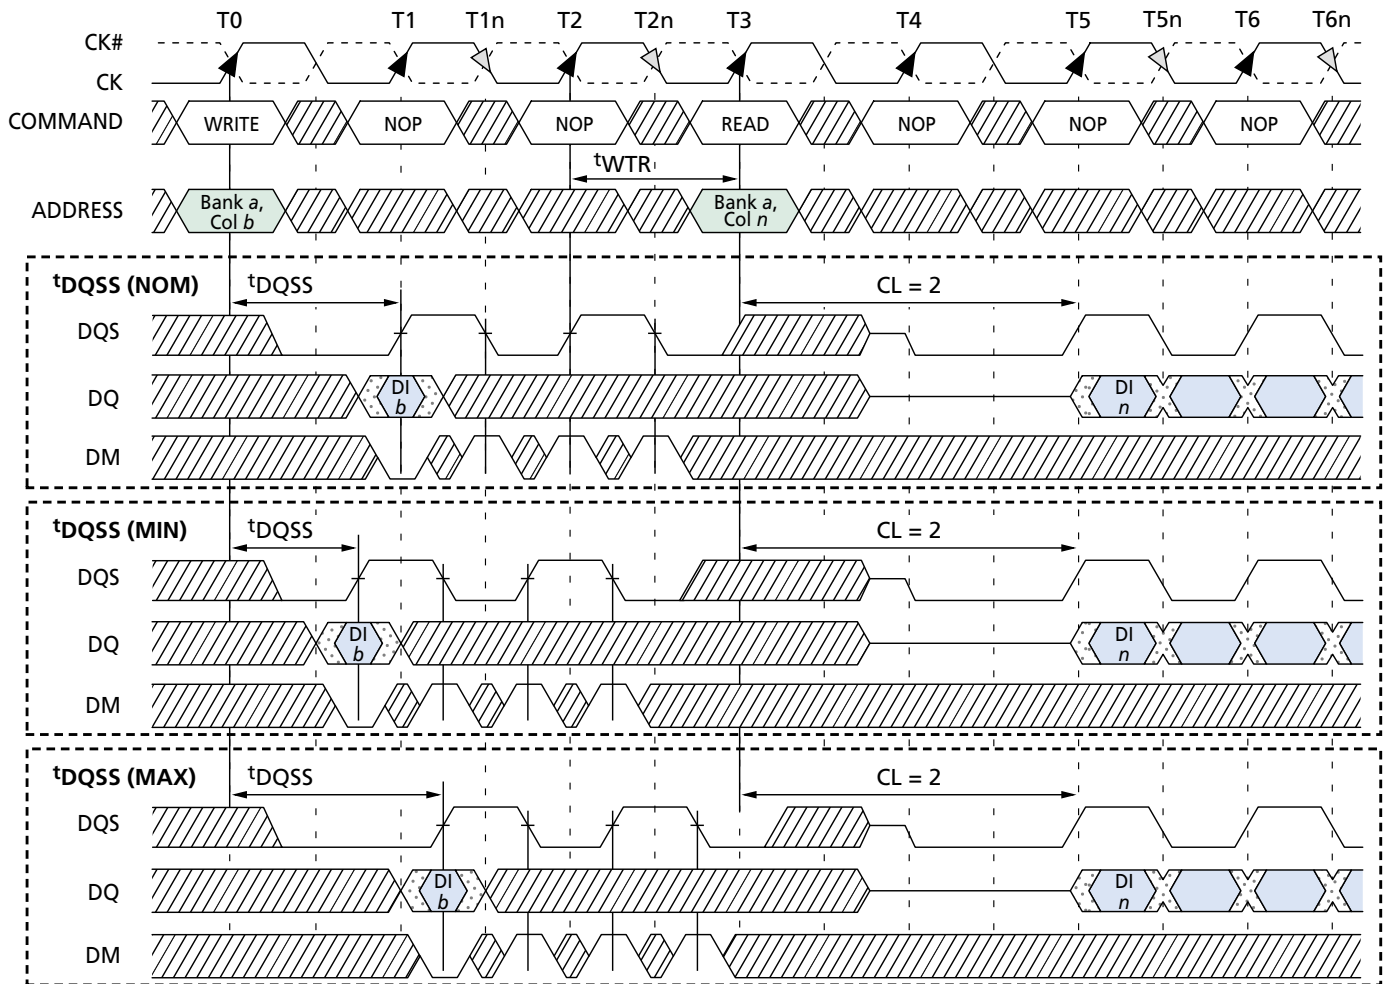 T0 T1 T1n T2 T2n T3 T4 T5 T5n T6 T6n
CK#
CK
COMMAND WRITE NOP NOP READ NOP NOP NOP
tWTR
ADDRESS Bank a, Col b Bank a, Col n
tDQSS (NOM) tDQSS CL = 2
DQS
DQ DI b DI n
DM
tDQSS (MIN) tDQSS CL = 2
DQS
DQ DI b DI n
DM
tDQSS (MAX) tDQSS CL = 2
DQS
DQ DI b DI n
DM